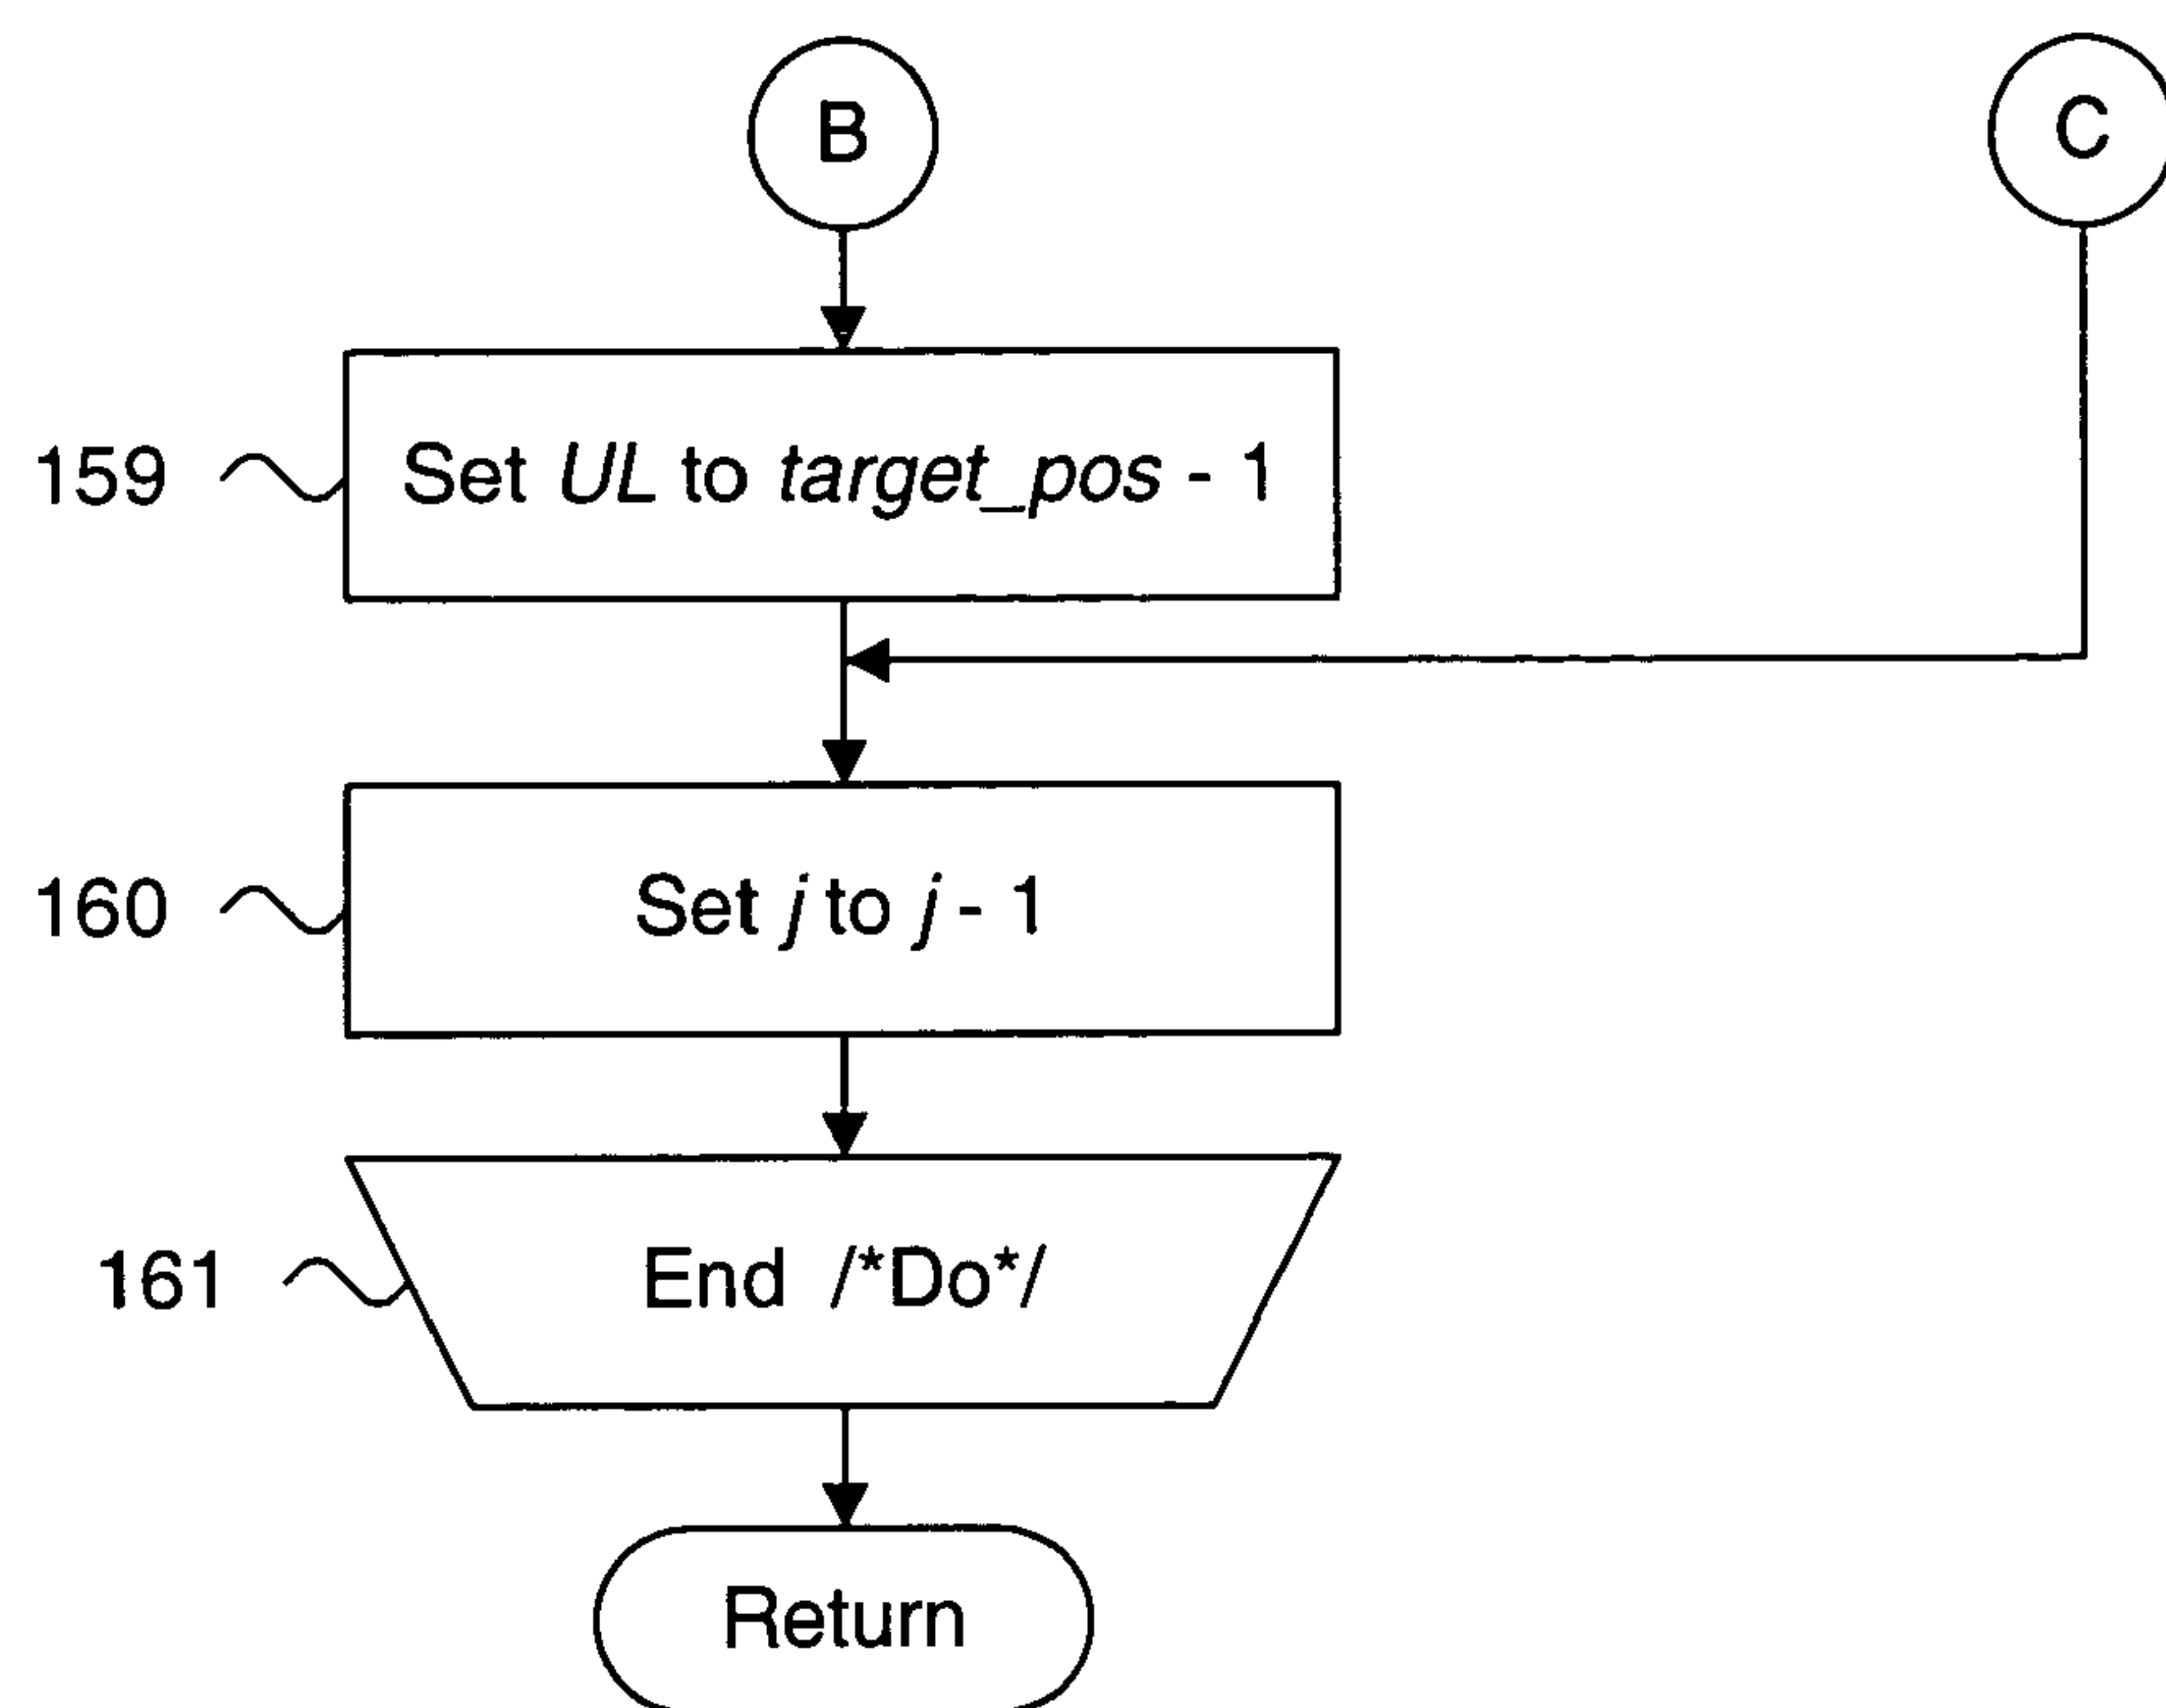 B
C
159
Set UL to target_pos - 1
160
Set j to j - 1
161
End /*Do*/
Return